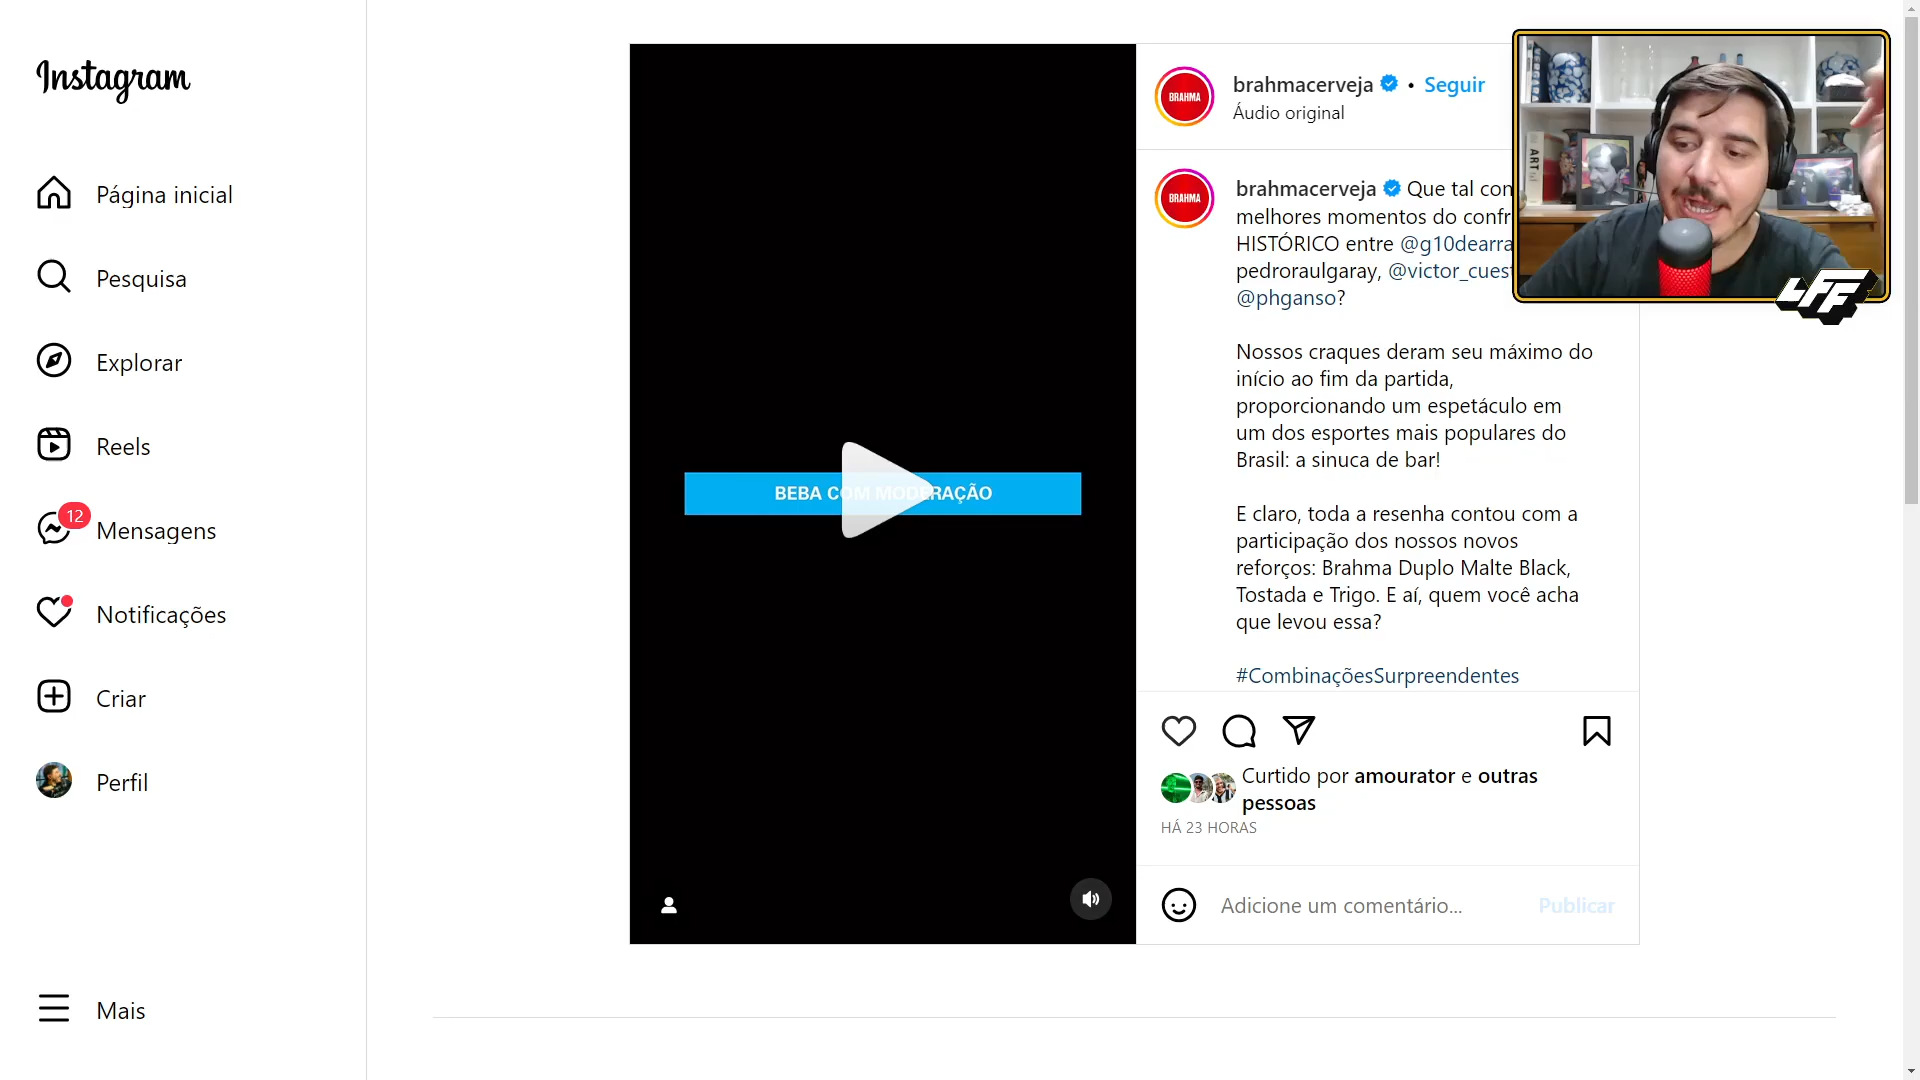 Instagram
Página inicial
Pesquisa
Explorar
Reels
12
Mensagens
Notificações
Criar
Perfil
Mais
BEBA COM MODERAÇÃO
BRAHMA
brahmacerveja • Seguir
Áudio original
BRAHMA
brahmacerveja Que tal con
melhores momentos do confr
HISTÓRICO entre @g10dearra
pedroraulgaray, @victor_cues
@phganso?
Nossos craques deram seu máximo do
início ao fim da partida,
proporcionando um espetáculo em
um dos esportes mais populares do
Brasil: a sinuca de bar!
E claro, toda a resenha contou com a
participação dos nossos novos
reforços: Brahma Duplo Malte Black,
Tostada e Trigo. E aí, quem você acha
que levou essa?
#CombinaçõesSurpreendentes
Curtido por amourator e outras
pessoas
HÁ 23 HORAS
Adicione um comentário...
Publicar
ART
LFF